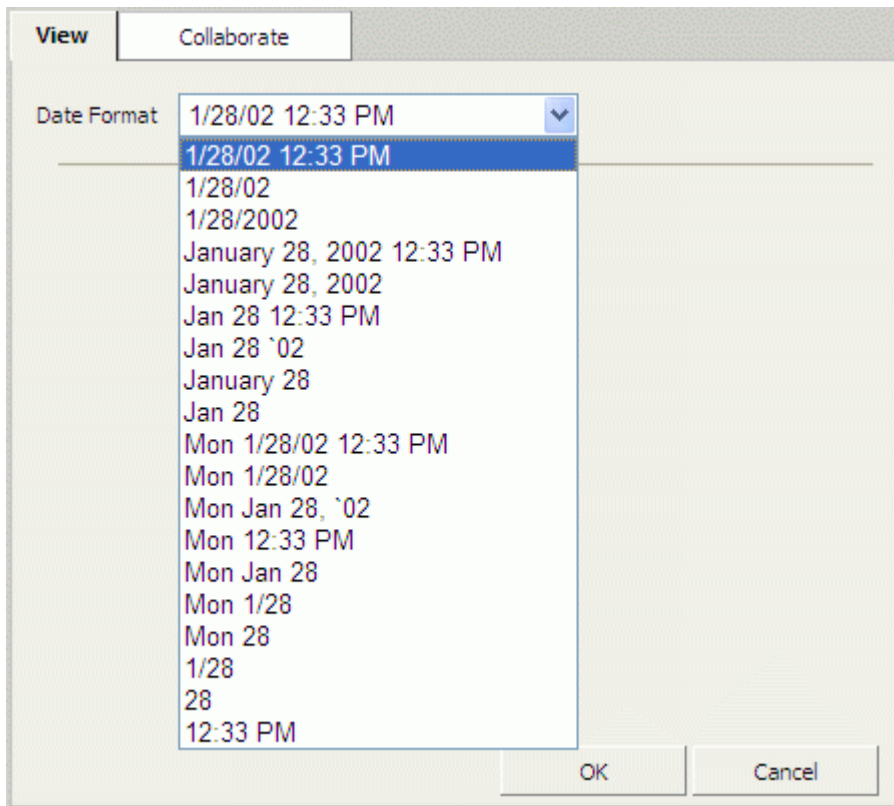 View Collaborate
Date Format 1/28/02 12:33 PM
1/28/02 12:33 PM
1/28/02
1/28/2002
January 28, 2002 12:33 PM
January 28, 2002
Jan 28 12:33 PM
Jan 28 `02
January 28
Jan 28
Mon 1/28/02 12:33 PM
Mon 1/28/02
Mon Jan 28, `02
Mon 12:33 PM
Mon Jan 28
Mon 1/28
Mon 28
1/28
28
12:33 PM
OK Cancel